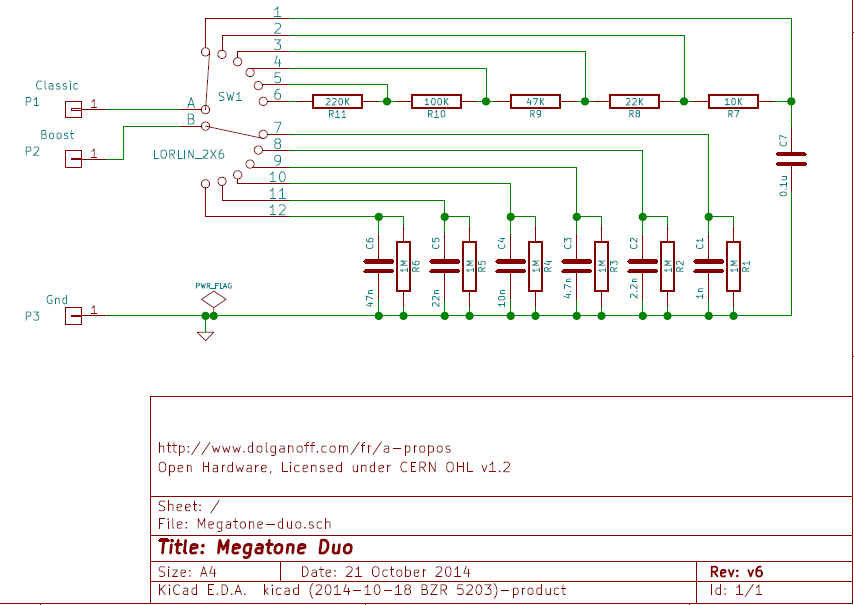 1
2
3
4
5
6
Classic
P1
1
A
SW1
220K
R11
100K
R10
47K
R9
22K
R8
10K
R7
B
Boost
P2
1
LORLIN_2X6
7
8
9
10
11
12
C7
0.1u
C6
47n
1M
R6
C5
22n
1M
R5
C4
10n
1M
R4
C3
4.7n
1M
R3
C2
2.2n
1M
R2
C1
1n
1M
R1
PWR_FLAG
Gnd
P3
1
http://www.dolganoff.com/fr/a-propos
Open Hardware, Licensed under CERN OHL v1.2
Sheet: /
File: Megatone-duo.sch
Title: Megatone Duo
Size: A4
Date: 21 October 2014
Rev: v6
KiCad E.D.A. kicad (2014-10-18 BZR 5203)-product
Id: 1/1